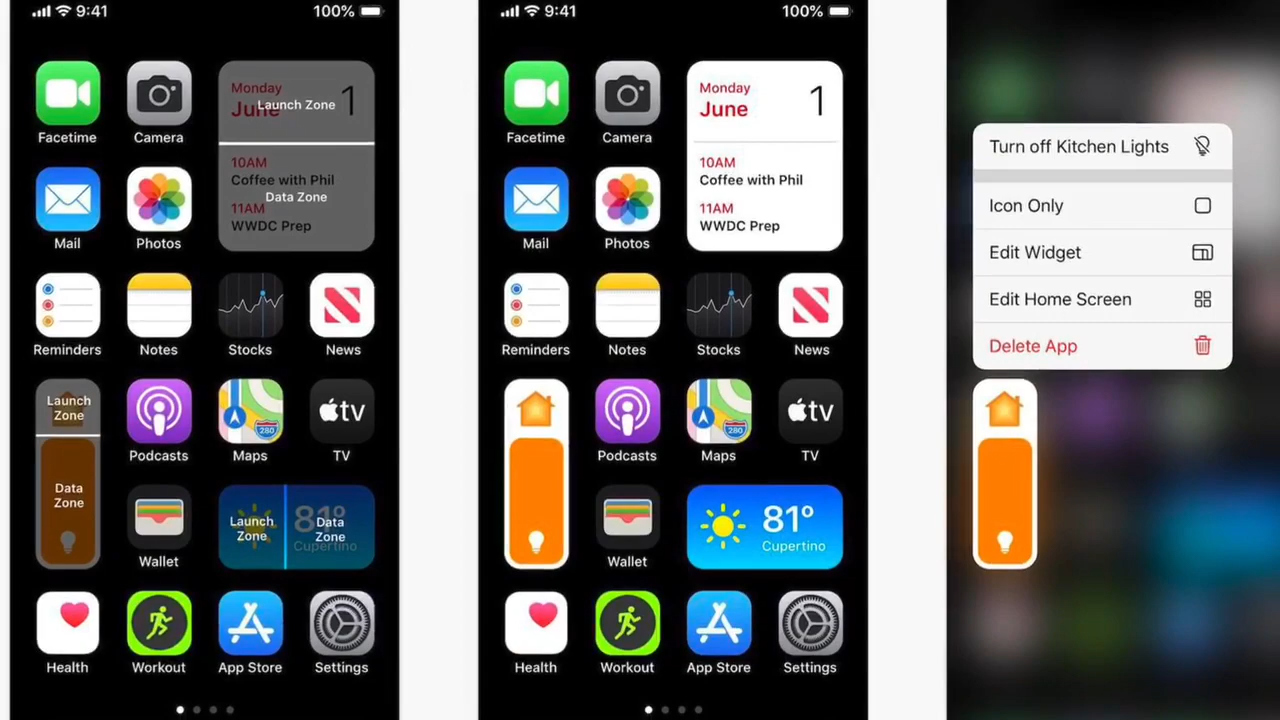 9:41
100%
Launch Zone
Monday
June
1
Facetime
Camera
10AM
Coffee with Phil
Data Zone
11AM
WWDC Prep
Mail
Photos
Reminders
Notes
Stocks
News
Launch
Zone
tv
280
Podcasts
Maps
TV
Data
Zone
Launch
Zone
81°
Data
Zone
Cupertino
Wallet
Health
Workout
App Store
Settings
9:41
100%
Monday
June
1
Facetime
Camera
10AM
Coffee with Phil
11AM
WWDC Prep
Mail
Photos
Reminders
Notes
Stocks
News
tv
280
Podcasts
Maps
TV
81°
Cupertino
Wallet
Health
Workout
App Store
Settings
Turn off Kitchen Lights
Icon Only
Edit Widget
Edit Home Screen
Delete App